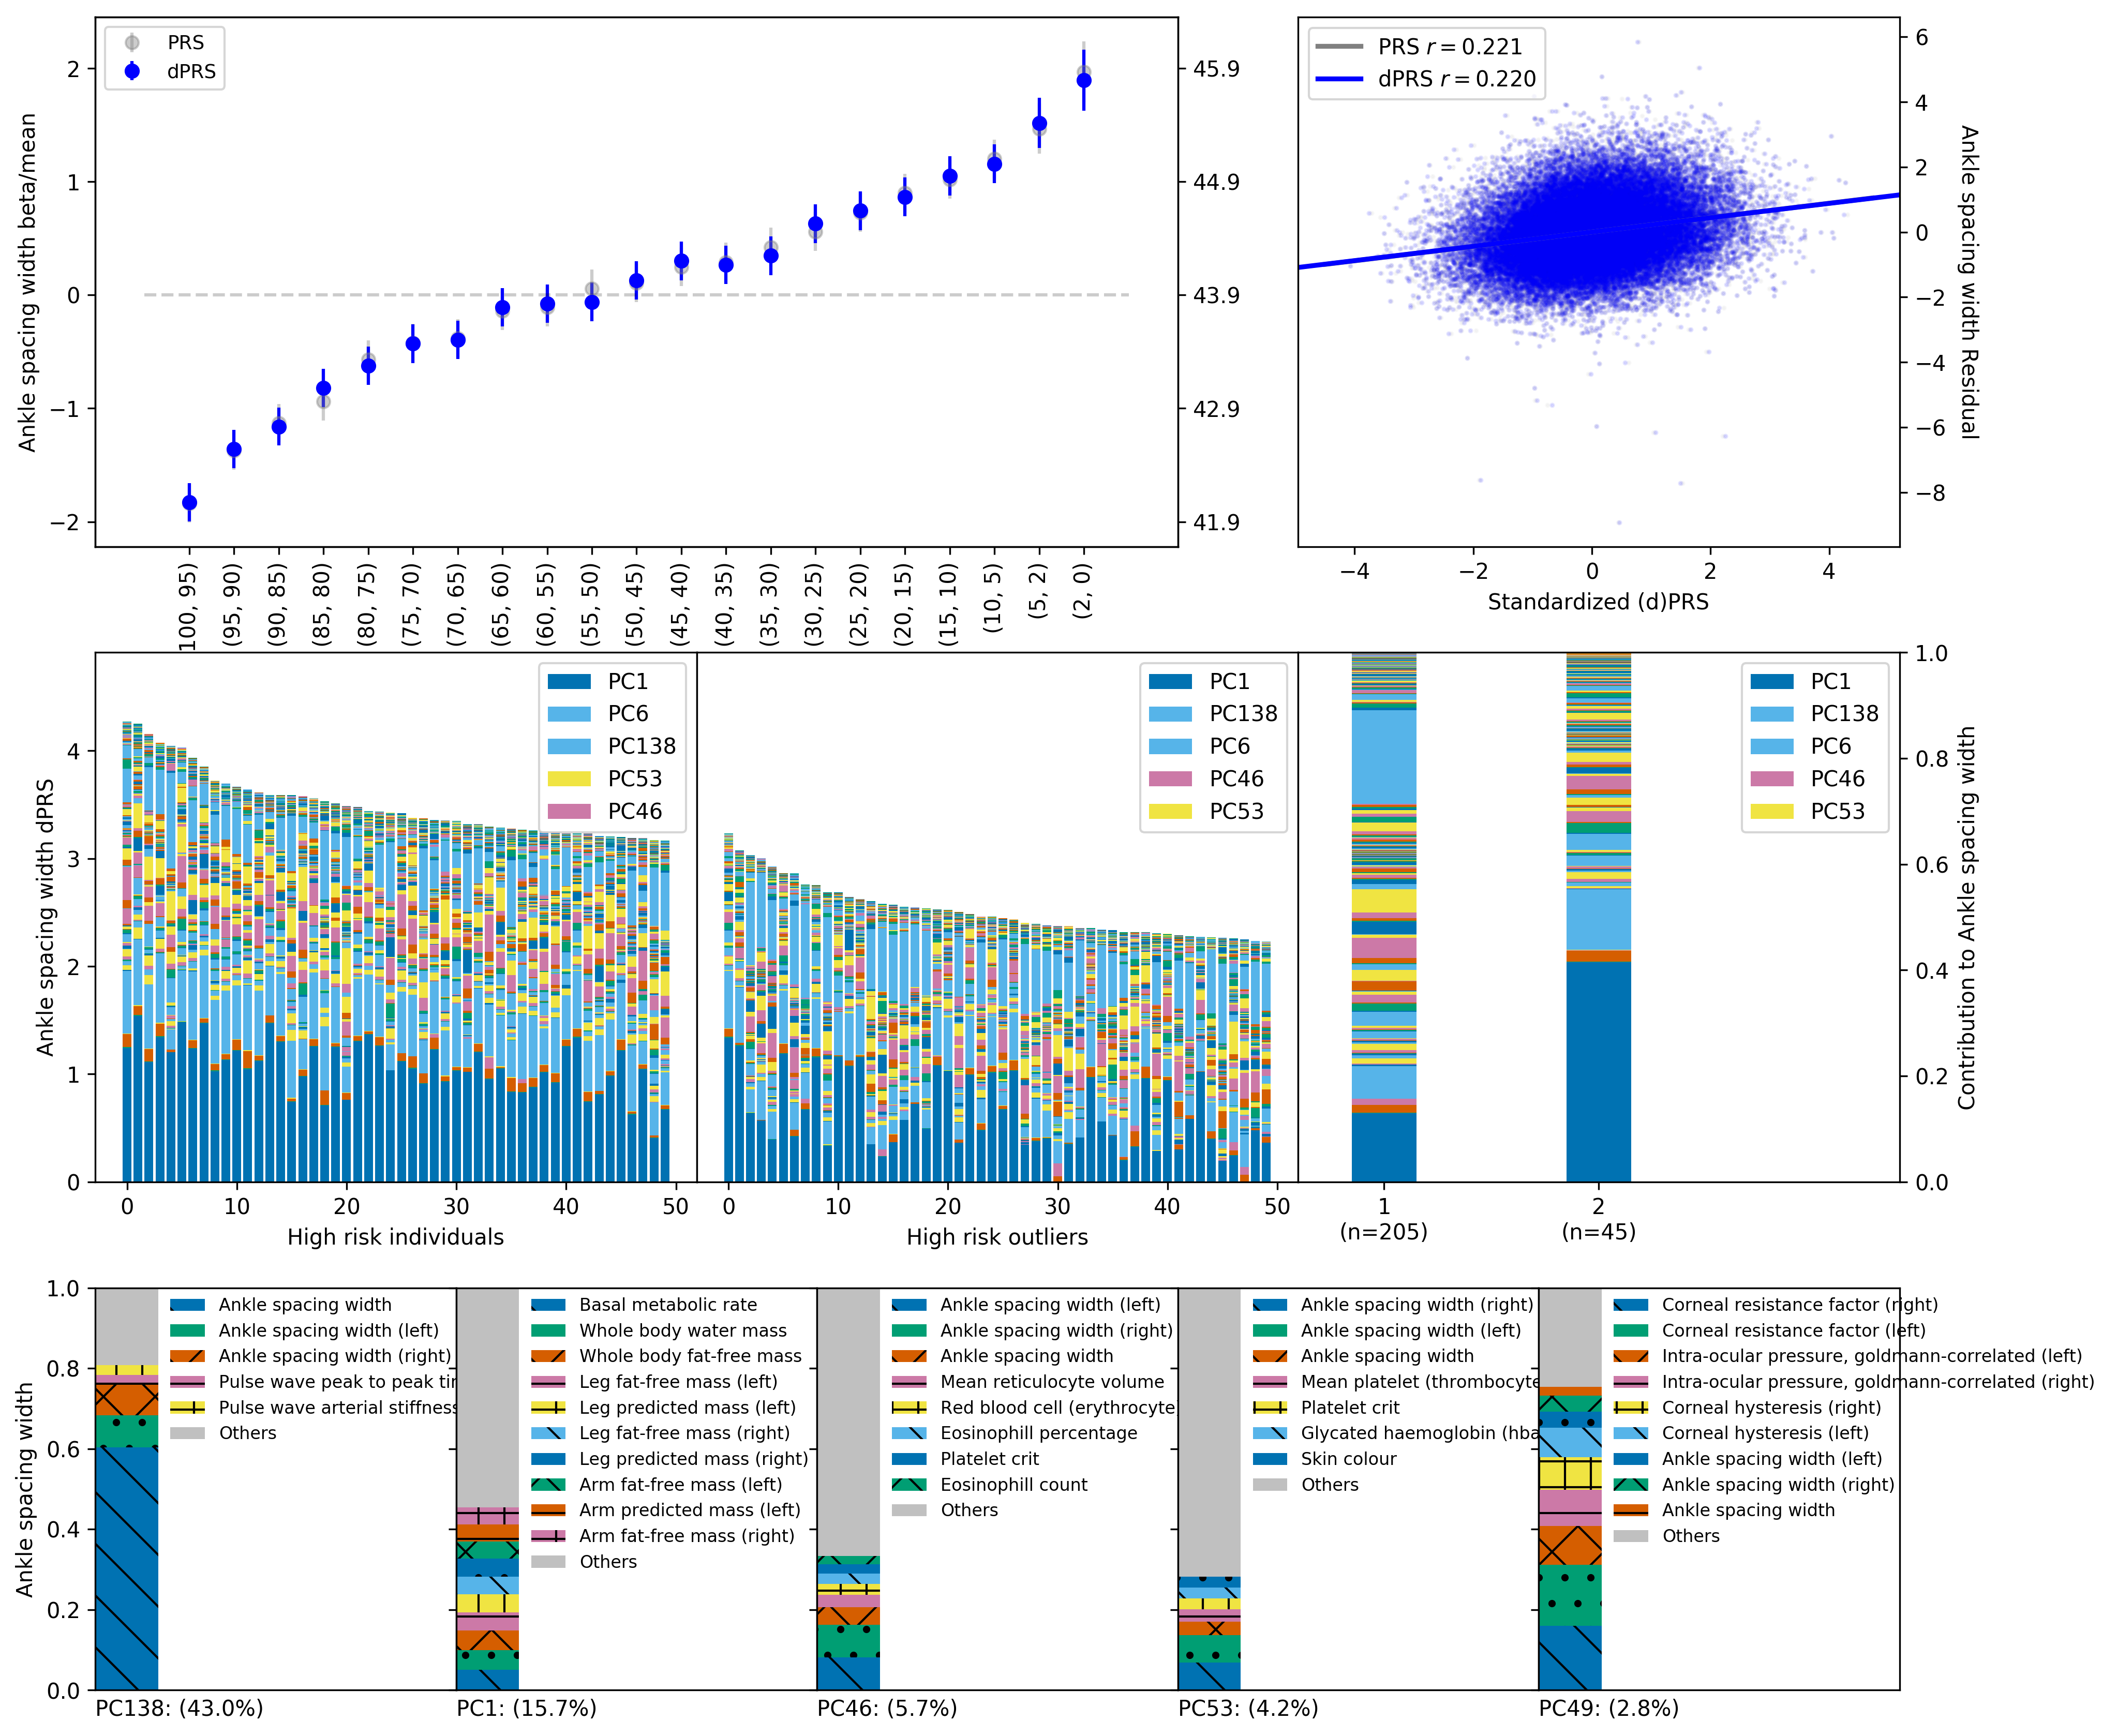 PRS
dPRS
2
1
0
−1
−2
Ankle spacing width beta/mean
45.9
44.9
43.9
42.9
41.9
100, 95)
(95, 90)
(90, 85)
(85, 80)
(80, 75)
(75, 70)
(70, 65)
(65, 60)
(60, 55)
(55, 50)
(50, 45)
(45, 40)
(40, 35)
(35, 30)
(30, 25)
(25, 20)
(20, 15)
(15, 10)
(10, 5)
(5, 2)
(2, 0)
PRS r = 0.221
dPRS r = 0.220
6
4
2
0
−2
−4
−6
−8
Ankle spacing width Residual
−4
−2
0
2
4
Standardized (d)PRS
PC1
PC6
PC138
PC53
PC46
4
3
2
1
0
Ankle spacing width dPRS
0
10
20
30
40
50
High risk individuals
PC1
PC138
PC6
PC46
PC53
0
10
20
30
40
50
High risk outliers
PC1
PC138
PC6
PC46
PC53
1.0
0.8
0.6
0.4
0.2
0.0
Contribution to Ankle spacing width
1
(n=205)
2
(n=45)
1.0
0.8
0.6
0.4
0.2
0.0
Ankle spacing width
Ankle spacing width
Ankle spacing width (left)
Ankle spacing width (right)
Pulse wave peak to peak tir
Pulse wave arterial stiffness
Others
PC138: (43.0%)
Basal metabolic rate
Whole body water mass
Whole body fat-free mass
Leg fat-free mass (left)
Leg predicted mass (left)
Leg fat-free mass (right)
Leg predicted mass (right)
Arm fat-free mass (left)
Arm predicted mass (left)
Arm fat-free mass (right)
Others
PC1: (15.7%)
Ankle spacing width (left)
Ankle spacing width (right)
Ankle spacing width
Mean reticulocyte volume
Red blood cell (erythrocyte
Eosinophill percentage
Platelet crit
Eosinophill count
Others
PC46: (5.7%)
Ankle spacing width (right)
Ankle spacing width (left)
Ankle spacing width
Mean platelet (thrombocyte
Platelet crit
Glycated haemoglobin (hba
Skin colour
Others
PC53: (4.2%)
Corneal resistance factor (right)
Corneal resistance factor (left)
Intra-ocular pressure, goldmann-correlated (left)
Intra-ocular pressure, goldmann-correlated (right)
Corneal hysteresis (right)
Corneal hysteresis (left)
Ankle spacing width (left)
Ankle spacing width (right)
Ankle spacing width
Others
PC49: (2.8%)